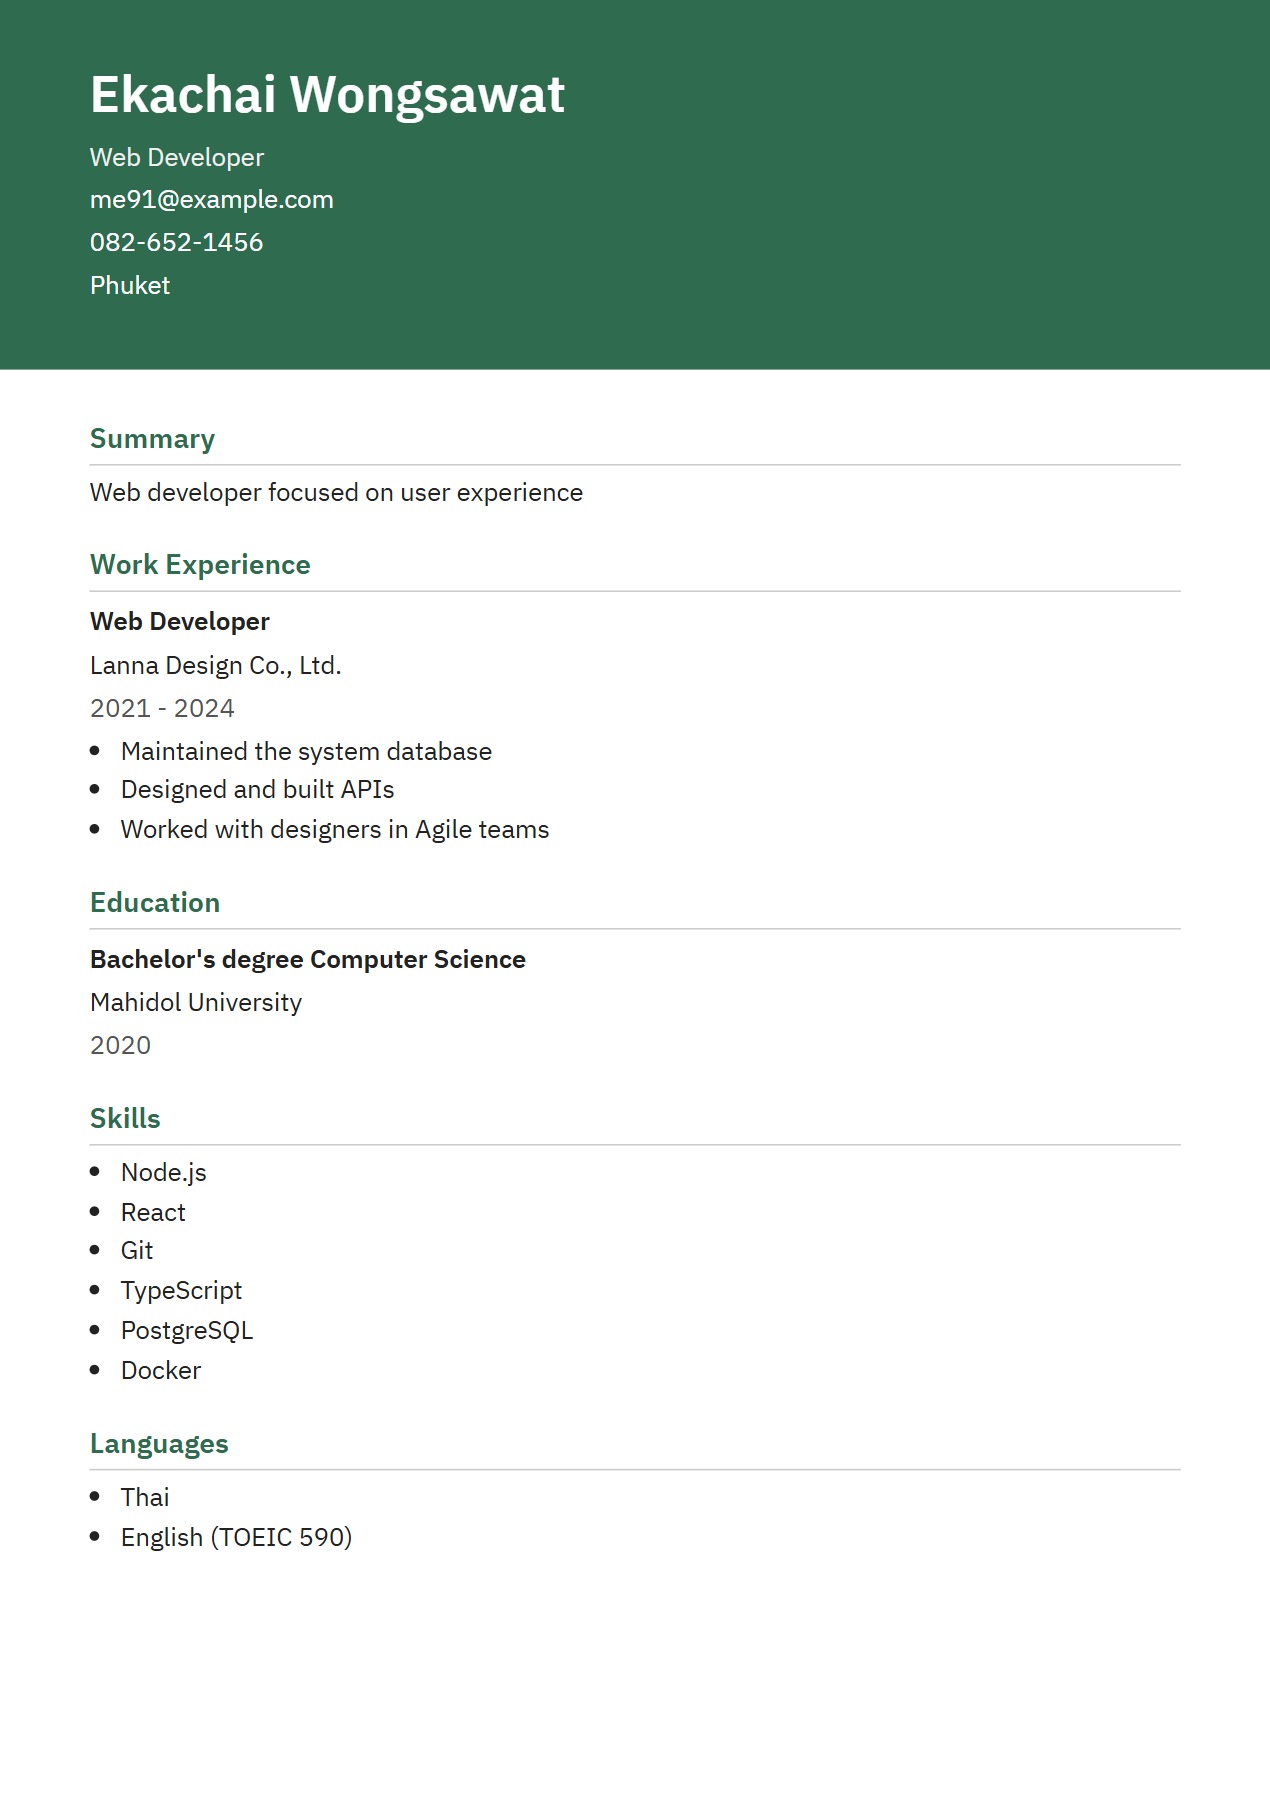 Ekachai Wongsawat
Web Developer
me91@example.com
082-652-1456
Phuket
Summary
Web developer focused on user experience
Work Experience
Web Developer
Lanna Design Co., Ltd.
2021 - 2024
• Maintained the system database
• Designed and built APIs
• Worked with designers in Agile teams
Education
Bachelor's degree Computer Science
Mahidol University
2020
Skills
• Node.js
• React
• Git
• TypeScript
• PostgreSQL
• Docker
Languages
• Thai
• English (TOEIC 590)